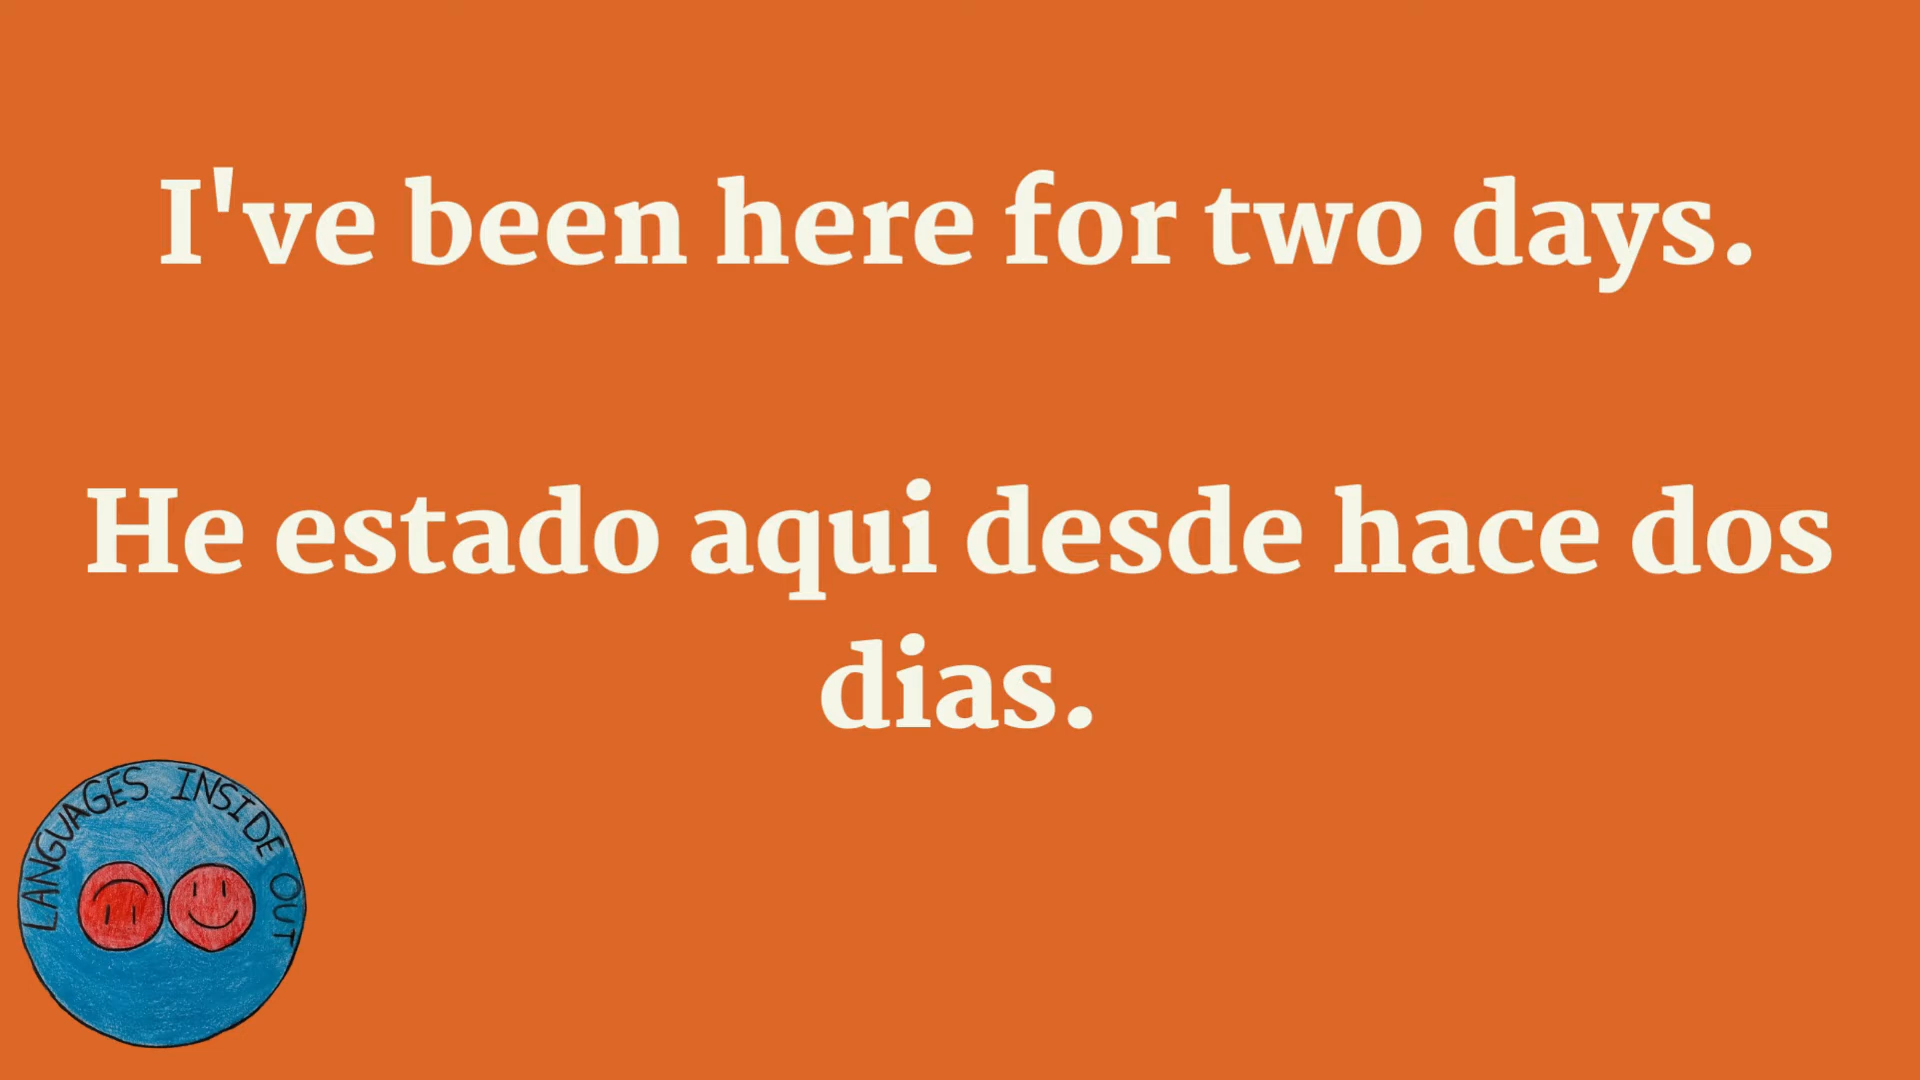 I've been here for two days.
He estado aqui desde hace dos
dias.
LANGUAGES INSIDE OUT